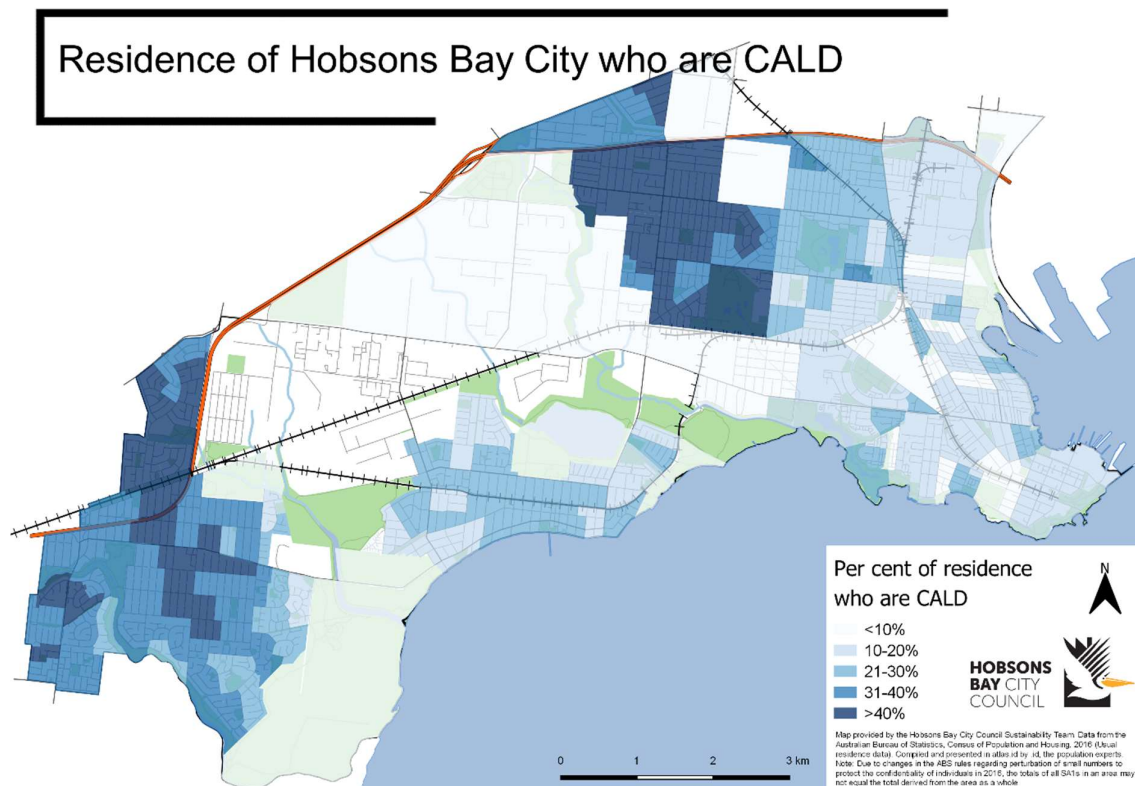 Residence of Hobsons Bay City who are CALD
Per cent of residence
who are CALD
<10%
10-20%
21-30%
31-40%
>40%
N
HOBSONS
BAY CITY
COUNCIL
Map provided by the Hobsons Bay City Council Sustainability Team. Data from the
Australian Bureau of Statistics, Census of Population and Housing, 2016 (Usual
residence data). Compiled and presented in atlas.id by .id, the population experts.
Note: Due to changes in the ABS rules regarding perturbation of small numbers to
protect the confidentiality of individuals in 2016, the totals of all SA1s in an area may
not equal the total derived from the area as a whole
0 1 2 3 km